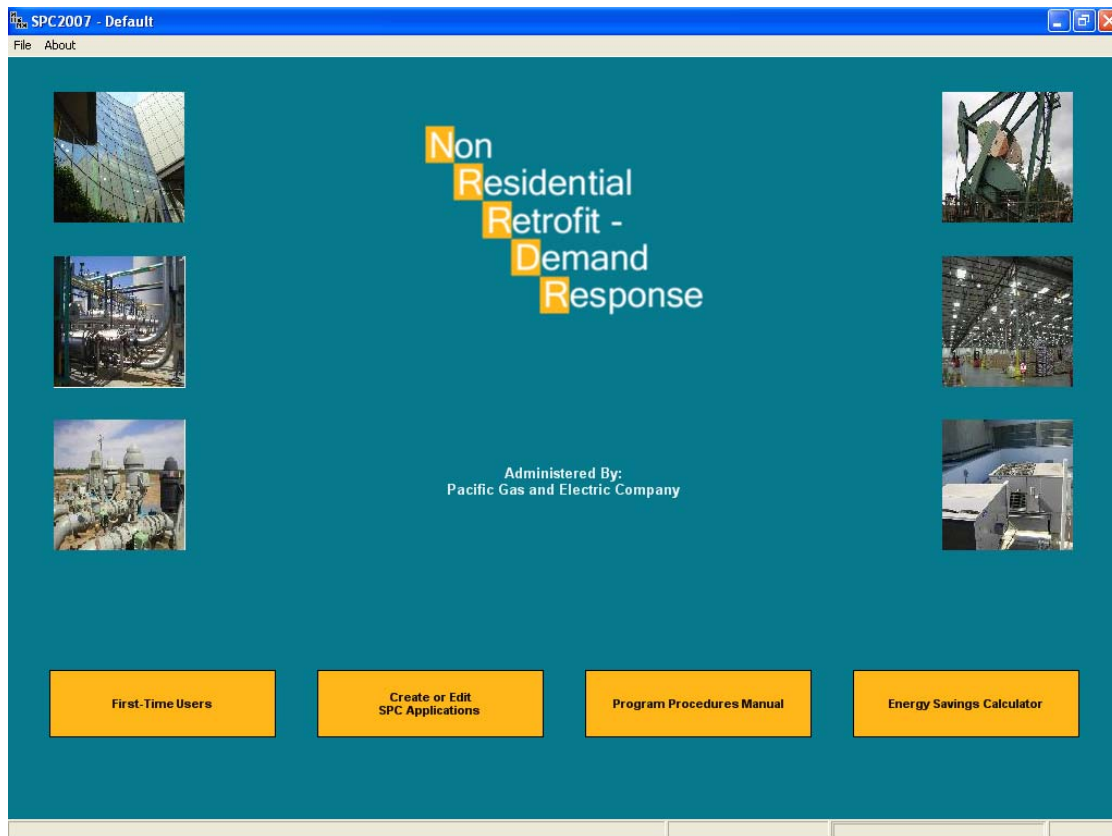 SPC2007 - Default
File About
Non
Residential
Retrofit -
Demand
Response
Administered By:
Pacific Gas and Electric Company
First-Time Users
Create or Edit
SPC Applications
Program Procedures Manual
Energy Savings Calculator